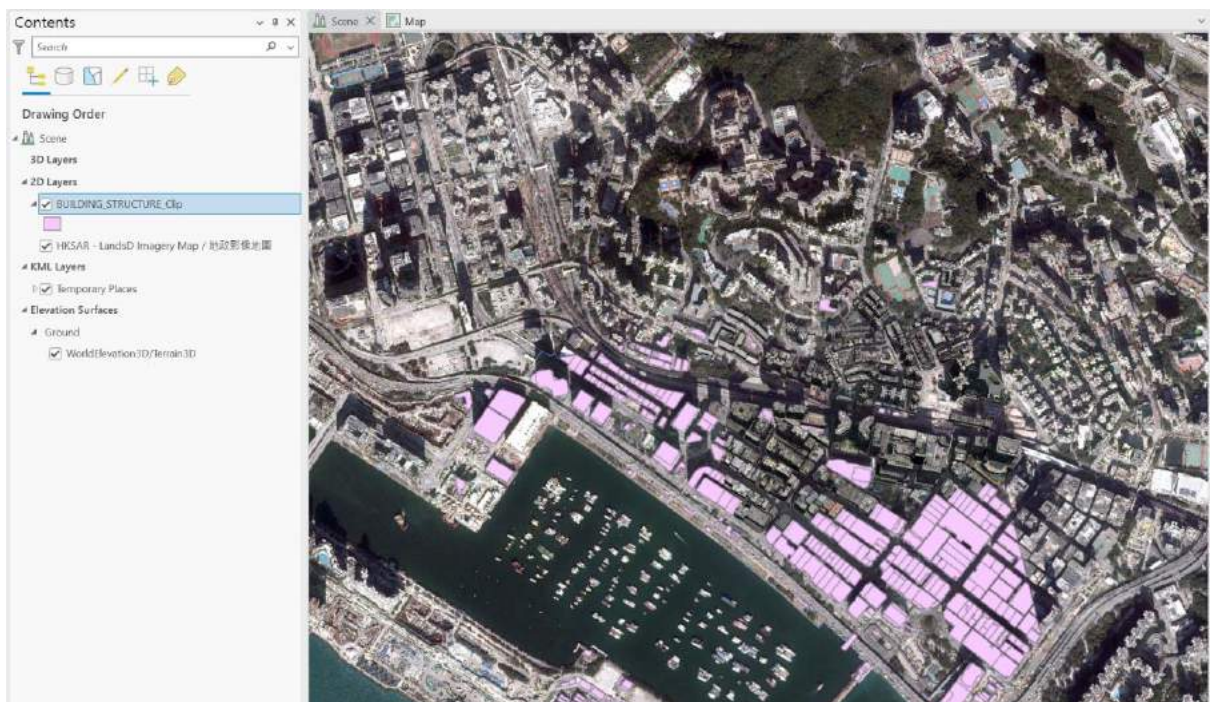 Contents
Scene
Map
Search
Drawing Order
Scene
3D Layers
2D Layers
BUILDING_STRUCTURE_Clip
HKSAR - LandsD Imagery Map / 地政影像地圖
KML Layers
Temporary Places
Elevation Surfaces
Ground
WorldElevation3D/Terrain3D